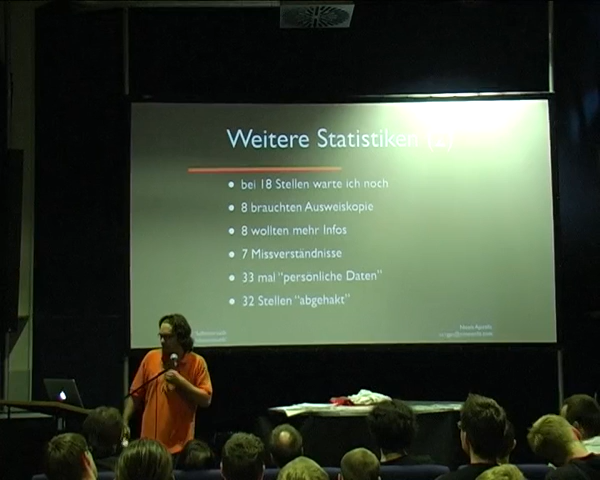 Weitere Statistiken (2)
• bei 18 Stellen warte ich noch
• 8 brauchten Ausweiskopie
• 8 wollten mehr Infos
• 7 Missverständnisse
• 33 mal "persönliche Daten"
• 32 Stellen "abgehakt"